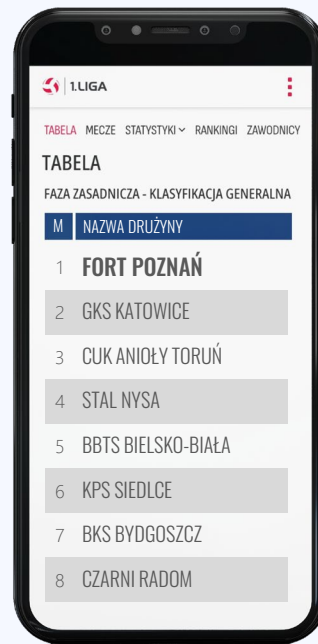 1.LIGA
TABELA MECZE STATYSTYKI RANKINGI ZAWODNICY
TABELA
FAZA ZASADNICZA - KLASYFIKACJA GENERALNA
M NAZWA DRUŻYNY
1 FORT POZNAŃ
2 GKS KATOWICE
3 CUK ANIOŁY TORUŃ
4 STAL NYSA
5 BBTS BIELSKO-BIAŁA
6 KPS SIEDLCE
7 BKS BYDGOSZCZ
8 CZARNI RADOM